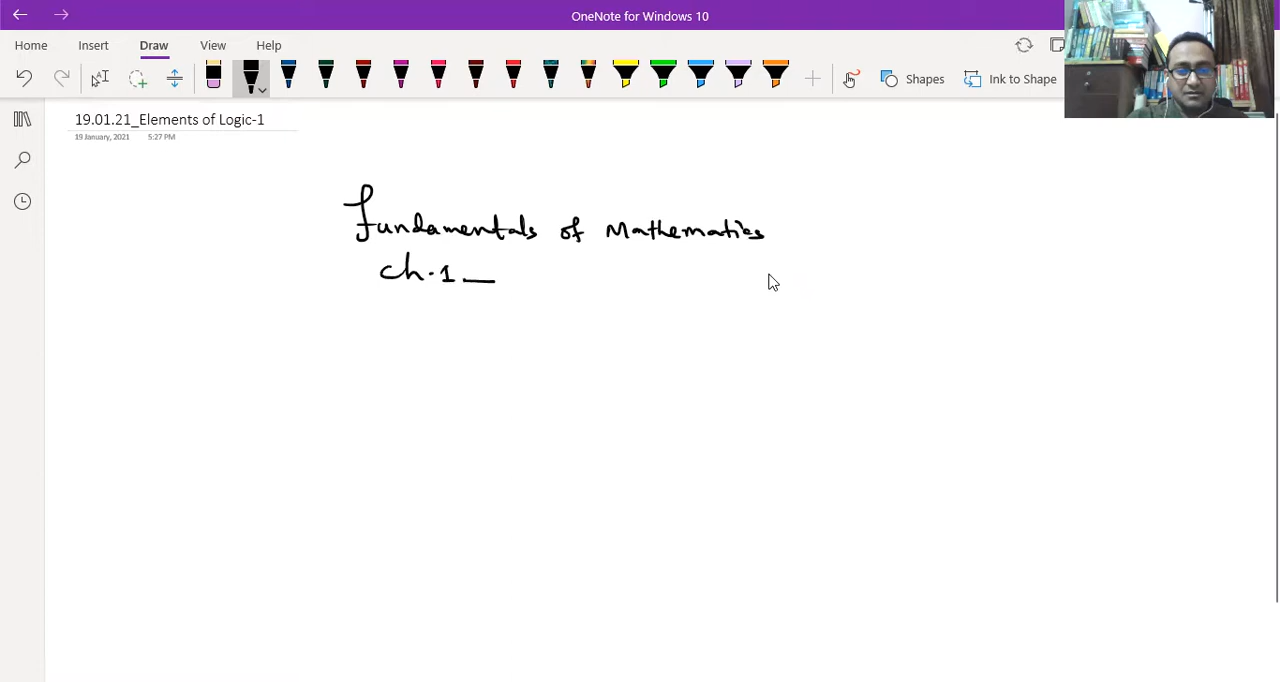 OneNote for Windows 10
Home Insert Draw View Help
Shapes Ink to Shape
19.01.21_Elements of Logic-1
19 January, 2021 5:27 PM
Fundamentals of Mathematics
Ch.1 __